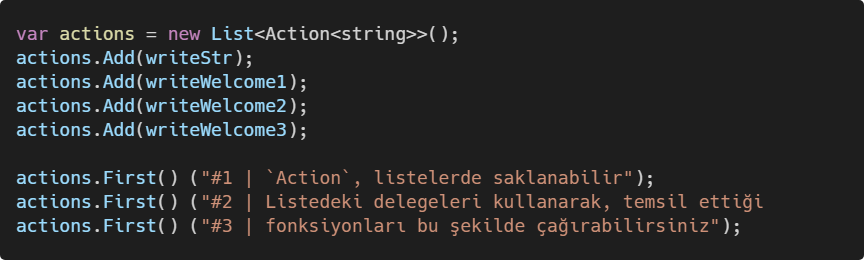 var actions = new List<Action<string>>();
actions.Add(writeStr);
actions.Add(writeWelcome1);
actions.Add(writeWelcome2);
actions.Add(writeWelcome3);
actions.First() ("#1 | `Action`, listelerde saklanabilir");
actions.First() ("#2 | Listedeki delegeleri kullanarak, temsil ettiği
actions.First() ("#3 | fonksiyonları bu şekilde çağırabilirsiniz");